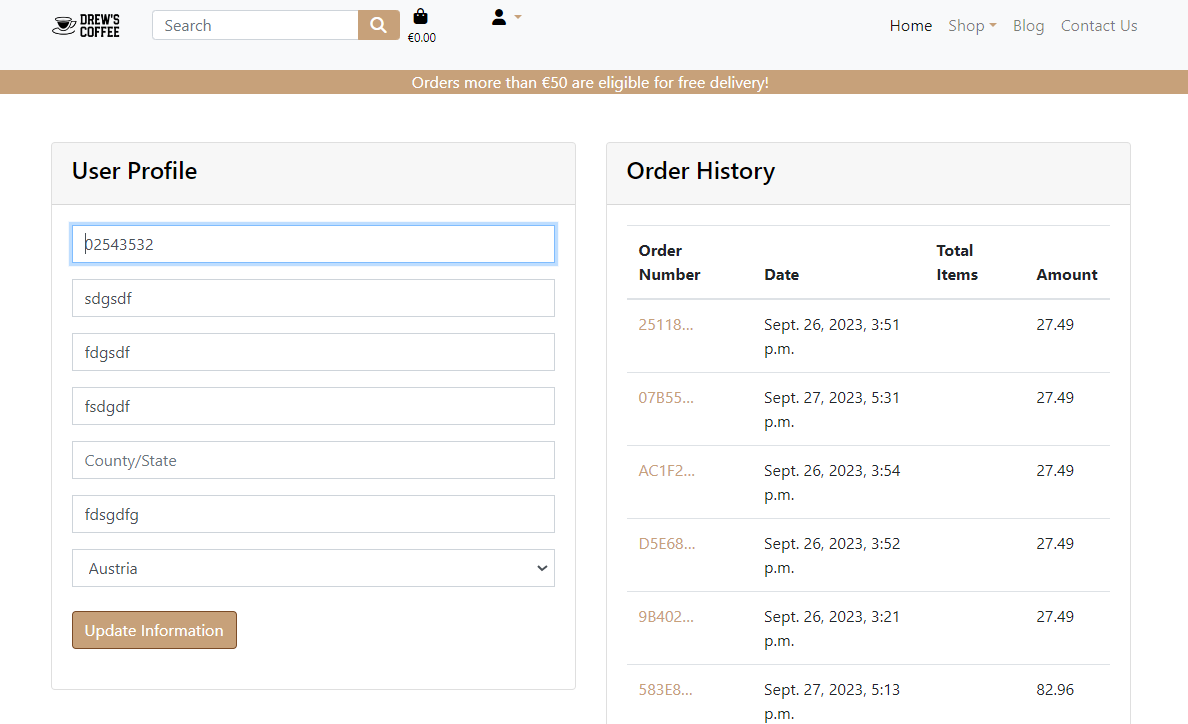 DREW'S
COFFEE
Search
€0.00
Home
Shop
Blog
Contact Us
Orders more than €50 are eligible for free delivery!
User Profile
02543532
sdgsdf
fdgsdf
fsdgdf
County/State
fdsgdfg
Austria
Update Information
Order History
Order Number Date Total Items Amount
25118... Sept. 26, 2023, 3:51 p.m. 27.49
07B55... Sept. 27, 2023, 5:31 p.m. 27.49
AC1F2... Sept. 26, 2023, 3:54 p.m. 27.49
D5E68... Sept. 26, 2023, 3:52 p.m. 27.49
9B402... Sept. 26, 2023, 3:21 p.m. 27.49
583E8... Sept. 27, 2023, 5:13 p.m. 82.96